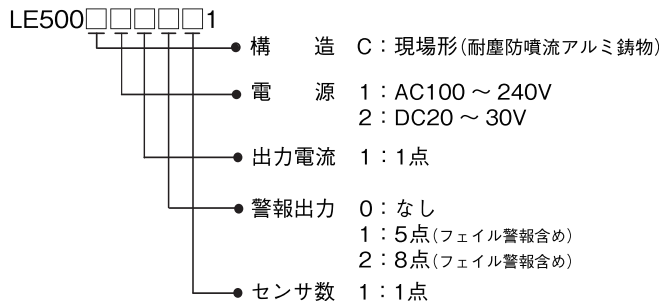 LE500□□□□□1
構　造　C：現場形（耐塵防噴流アルミ鋳物）
電　源　1：AC100 ～ 240V
2：DC20 ～ 30V
出力電流　1：1点
警報出力　0：なし
1：5点（フェイル警報含め）
2：8点（フェイル警報含め）
センサ数　1：1点